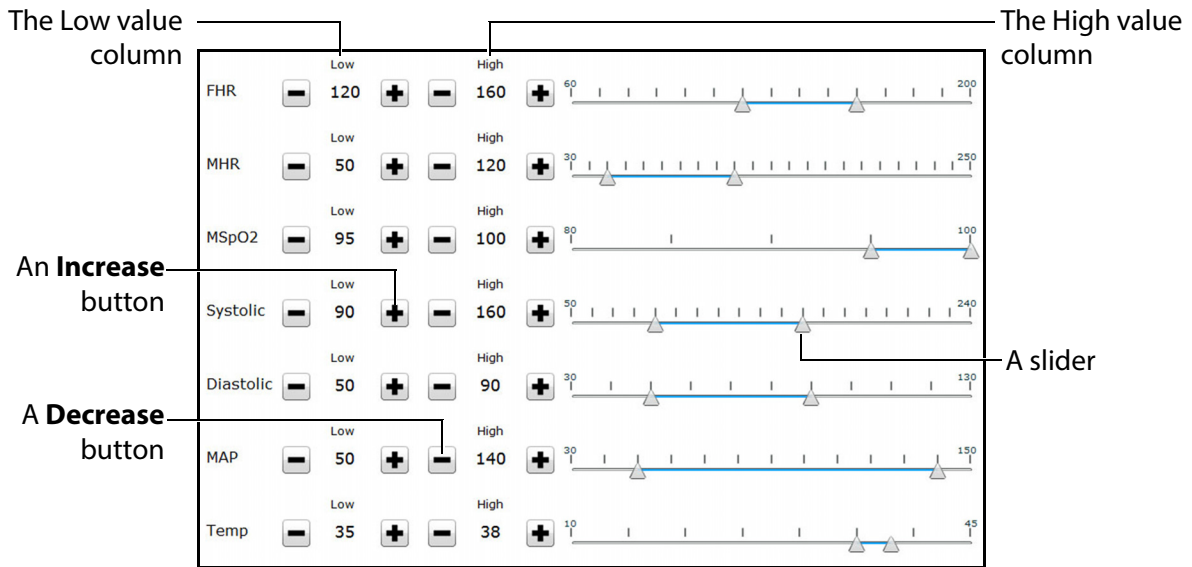 The Low value
column
The High value
column
Low High
FHR 120 160 60 200
Low High
MHR 50 120 30 250
Low High
MSpO2 95 100 80 100
An Increase
button
Low High
Systolic 90 160 50 240
A slider
Low High
Diastolic 50 90 30 130
A Decrease
button
Low High
MAP 50 140 30 150
Low High
Temp 35 38 10 45